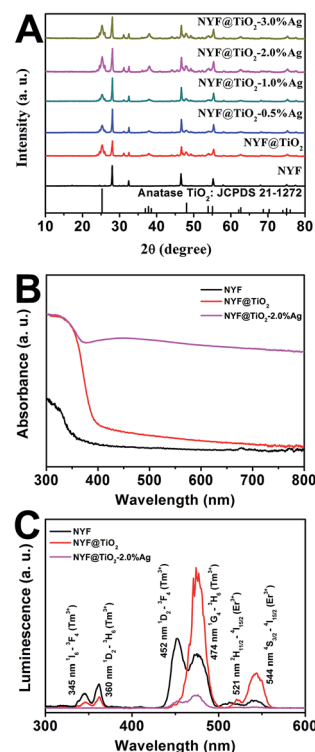 A
NYF@TiO₂-3.0%Ag
NYF@TiO₂-2.0%Ag
NYF@TiO₂-1.0%Ag
NYF@TiO₂-0.5%Ag
NYF@TiO₂
NYF
Anatase TiO₂: JCPDS 21-1272
Intensity (a. u.)
10 20 30 40 50 60 70 80
2θ (degree)
B
NYF
NYF@TiO₂
NYF@TiO₂-2.0%Ag
Absorbance (a. u.)
300 400 500 600 700 800
Wavelength (nm)
C
NYF
NYF@TiO₂
NYF@TiO₂-2.0%Ag
345 nm ¹I₆ - ³F₄ (Tm³⁺)
360 nm ¹D₂ - ³H₆ (Tm³⁺)
452 nm ¹D₂ - ³F₄ (Tm³⁺)
474 nm ¹G₄ - ³H₆ (Tm³⁺)
521 nm ²H₁₁/₂ - ⁴I₁₅/₂ (Er³⁺)
544 nm ⁴S₃/₂ - ⁴I₁₅/₂ (Er³⁺)
Luminescence (a. u.)
300 400 500 600
Wavelength (nm)